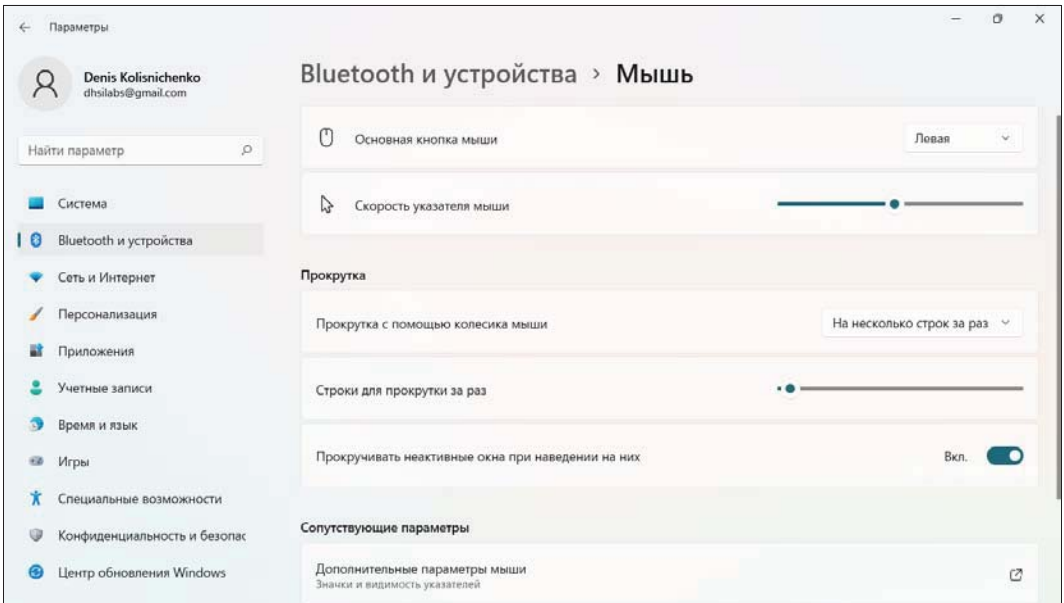 Параметры
Denis Kolisnichenko
dhsilabs@gmail.com
Найти параметр
Система
Bluetooth и устройства
Сеть и Интернет
Персонализация
Приложения
Учетные записи
Время и язык
Игры
Специальные возможности
Конфиденциальность и безопас
Центр обновления Windows
Bluetooth и устройства › Мышь
Основная кнопка мыши
Левая
Скорость указателя мыши
Прокрутка
Прокрутка с помощью колесика мыши
На несколько строк за раз
Строки для прокрутки за раз
Прокручивать неактивные окна при наведении на них
Вкл.
Сопутствующие параметры
Дополнительные параметры мыши
Значки и видимость указателей